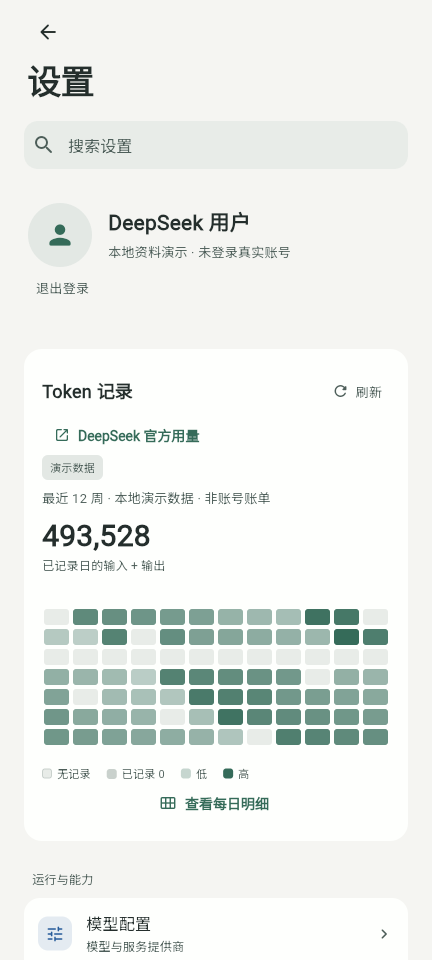 设置
搜索设置
DeepSeek 用户
本地资料演示 · 未登录真实账号
退出登录
Token 记录
刷新
DeepSeek 官方用量
演示数据
最近 12 周 · 本地演示数据 · 非账号账单
493,528
已记录日的输入 + 输出
无记录 已记录 0 低 高
查看每日明细
运行与能力
模型配置
模型与服务提供商